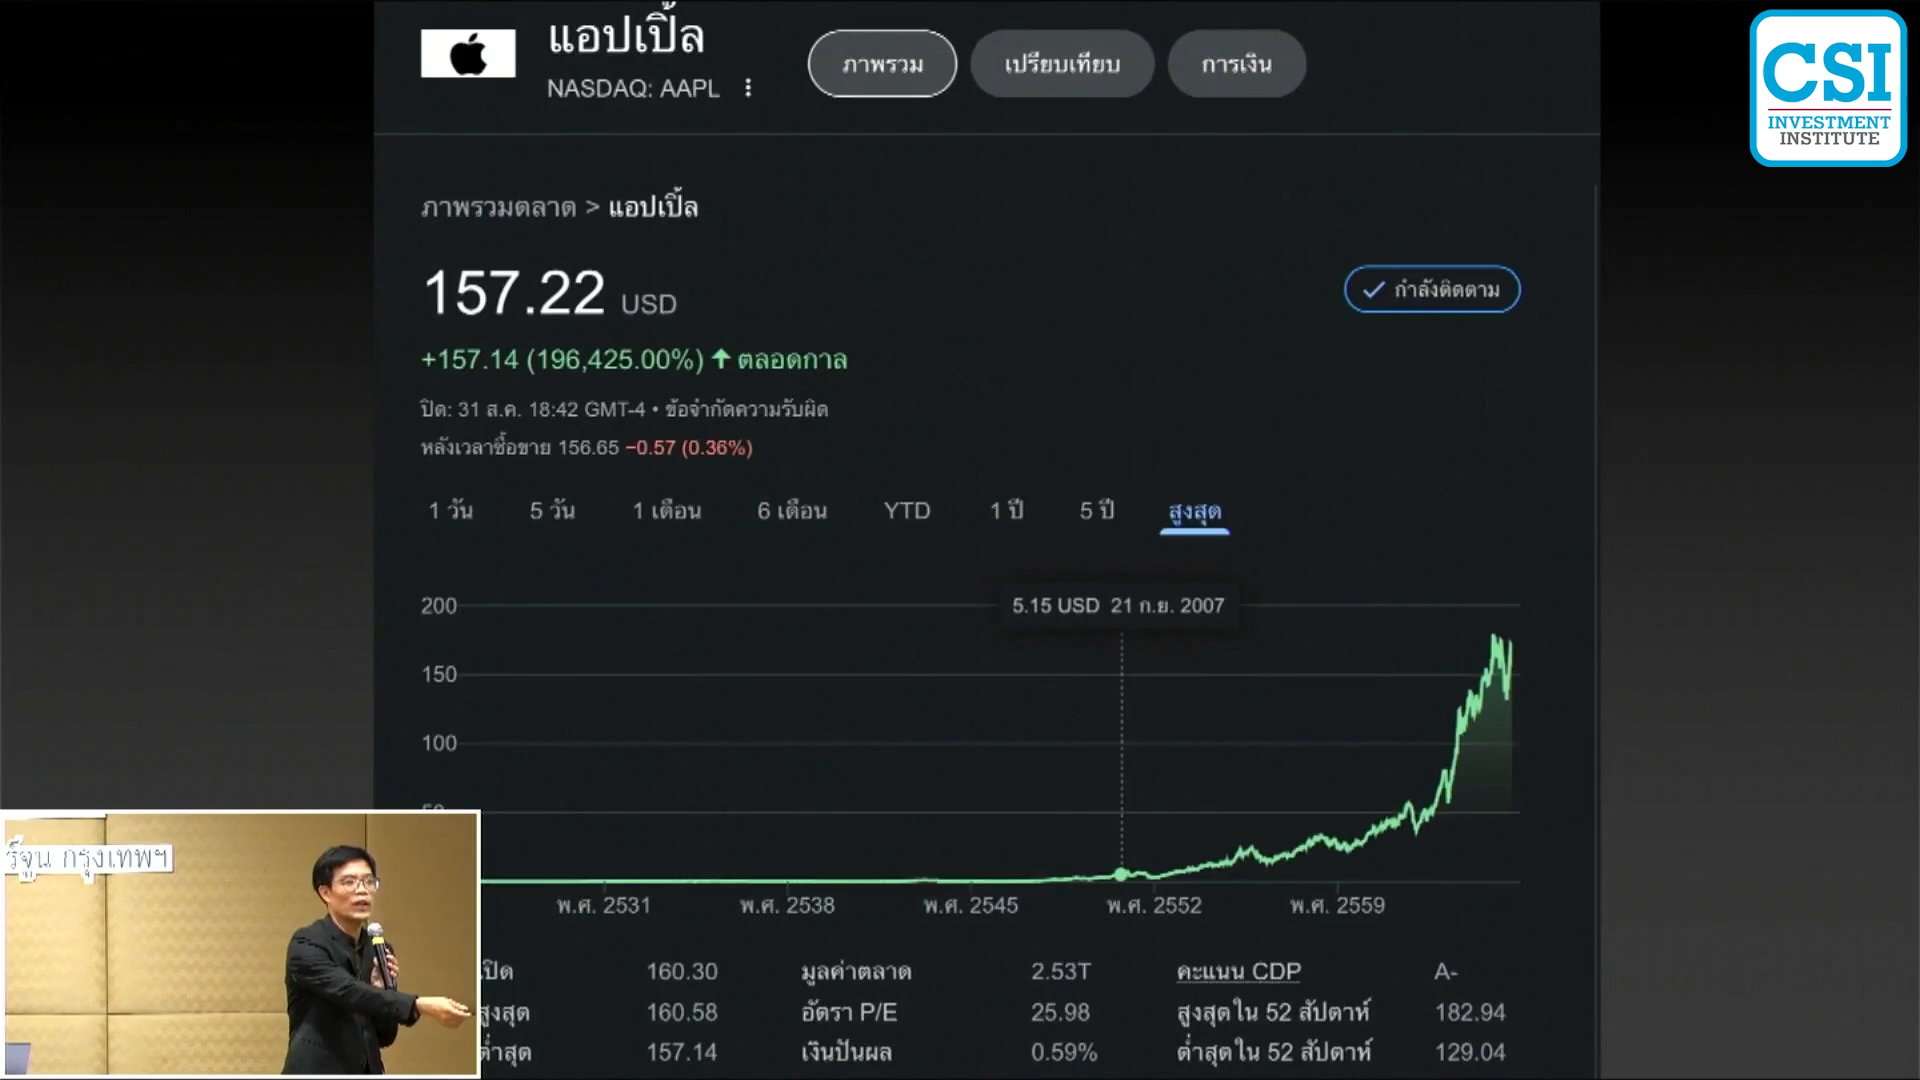 แอปเปิ้ล
NASDAQ: AAPL
ภาพรวม
เปรียบเทียบ
การเงิน
CSI
INVESTMENT
INSTITUTE
ภาพรวมตลาด > แอปเปิ้ล
157.22 USD
กำลังติดตาม
+157.14 (196,425.00%) ตลอดกาล
ปิด: 31 ส.ค. 18:42 GMT-4 • ข้อจำกัดความรับผิด
หลังเวลาซื้อขาย 156.65 −0.57 (0.36%)
1 วัน 5 วัน 1 เดือน 6 เดือน YTD 1 ปี 5 ปี สูงสุด
5.15 USD 21 ก.ย. 2007
200
150
100
พ.ศ. 2531 พ.ศ. 2538 พ.ศ. 2545 พ.ศ. 2552 พ.ศ. 2559
กรุงเทพฯ
เปิด 160.30 มูลค่าตลาด 2.53T คะแนน CDP A-
สูงสุด 160.58 อัตรา P/E 25.98 สูงสุดใน 52 สัปดาห์ 182.94
ต่ำสุด 157.14 เงินปันผล 0.59% ต่ำสุดใน 52 สัปดาห์ 129.04